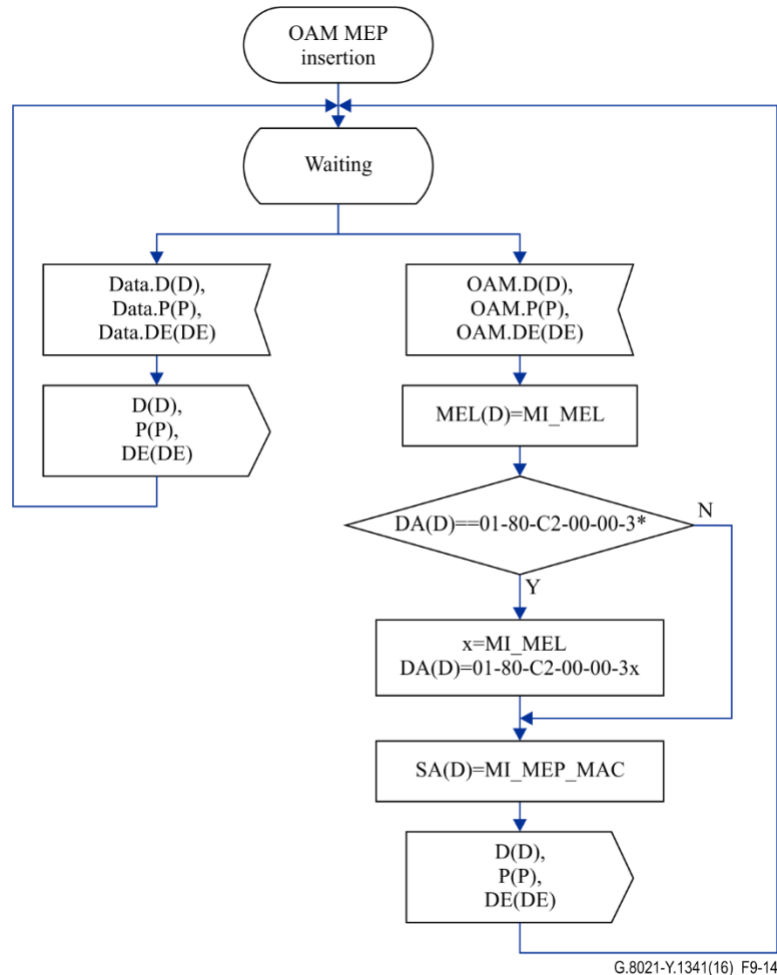 OAM MEP
insertion
Waiting
Data.D(D),
Data.P(P),
Data.DE(DE)
OAM.D(D),
OAM.P(P),
OAM.DE(DE)
D(D),
P(P),
DE(DE)
MEL(D)=MI_MEL
DA(D)==01-80-C2-00-00-3*
N
Y
x=MI_MEL
DA(D)=01-80-C2-00-00-3x
SA(D)=MI_MEP_MAC
D(D),
P(P),
DE(DE)
G.8021-Y.1341(16)_F9-14